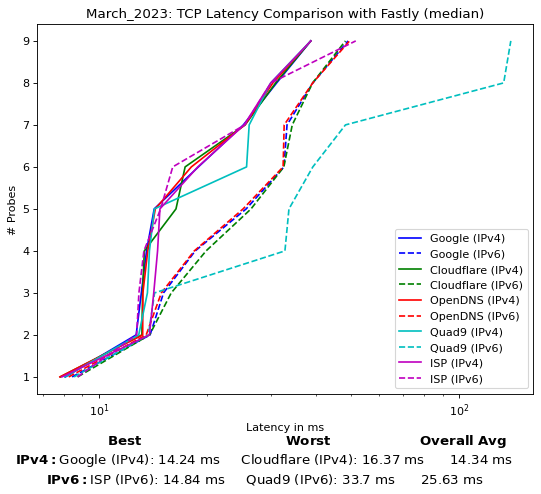 March_2023: TCP Latency Comparison with Fastly (median)
9
8
7
6
5
4
3
2
1
# Probes
Google (IPv4)
Google (IPv6)
Cloudflare (IPv4)
Cloudflare (IPv6)
OpenDNS (IPv4)
OpenDNS (IPv6)
Quad9 (IPv4)
Quad9 (IPv6)
ISP (IPv4)
ISP (IPv6)
10¹ 10²
Latency in ms
Best Worst Overall Avg
IPv4: Google (IPv4): 14.24 ms Cloudflare (IPv4): 16.37 ms 14.34 ms
IPv6: ISP (IPv6): 14.84 ms Quad9 (IPv6): 33.7 ms 25.63 ms